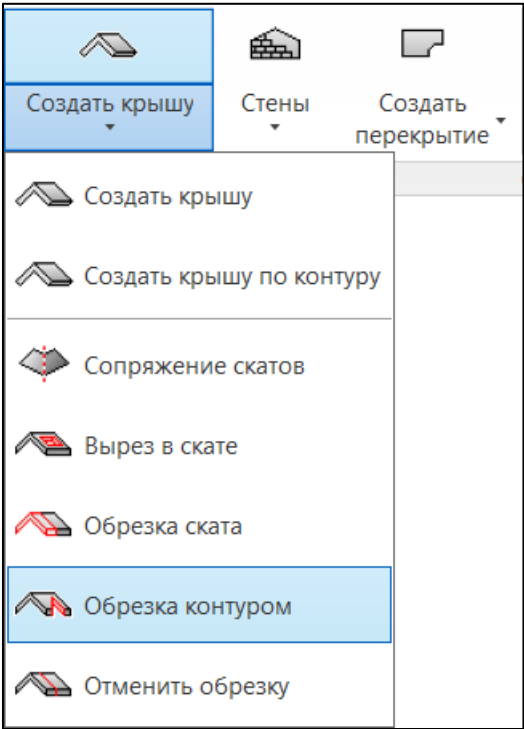 Создать крышу
Стены
Создать
перекрытие
Создать крышу
Создать крышу по контуру
Сопряжение скатов
Вырез в скате
Обрезка ската
Обрезка контуром
Отменить обрезку